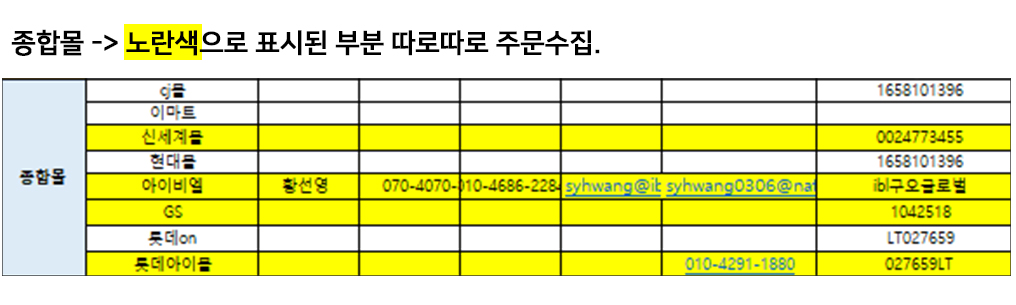 종합몰 -> 노란색으로 표시된 부분 따로따로 주문수집.
cj몰 1658101396
이마트
신세계몰 0024773455
현대몰 1658101396
종합몰
아이비엘 황선영 070-4070- 010-4686-228 syhwang@ib syhwang0306@nat ibl구오글로벌
GS 1042518
롯데on LT027659
롯데아이몰 010-4291-1880 027659LT